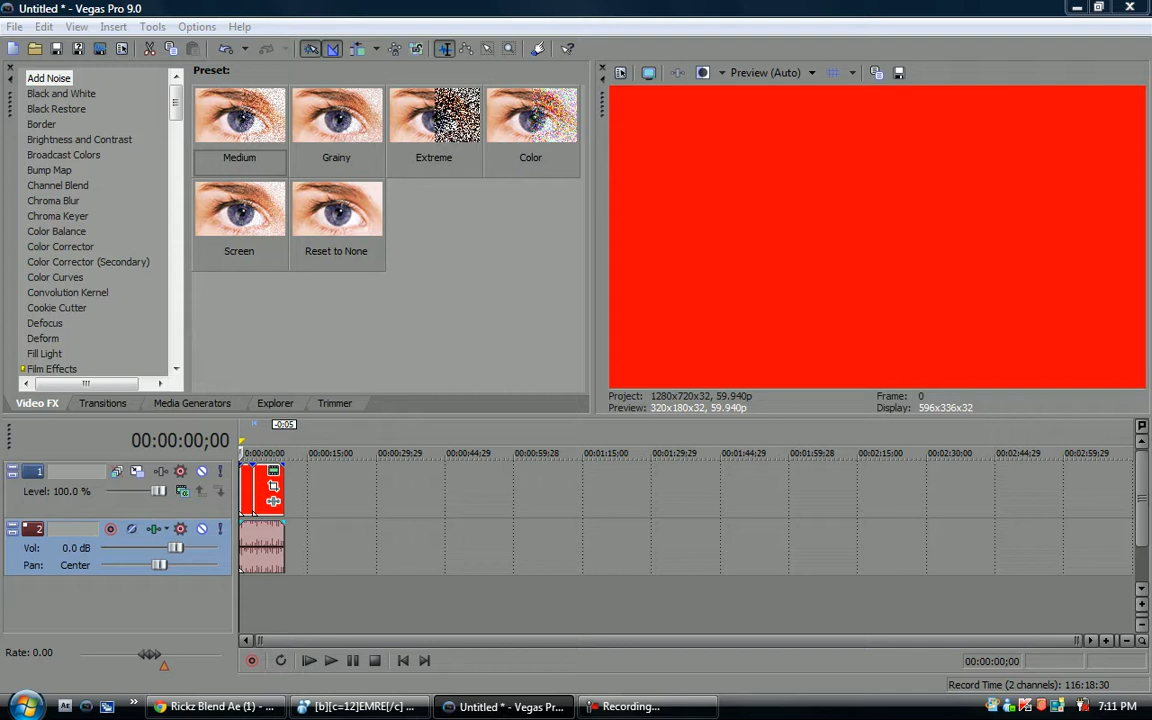 Untitled * - Vegas Pro 9.0
File Edit View Insert Tools Options Help
Add Noise
Black and White
Black Restore
Border
Brightness and Contrast
Broadcast Colors
Bump Map
Channel Blend
Chroma Blur
Chroma Keyer
Color Balance
Color Corrector
Color Corrector (Secondary)
Color Curves
Convolution Kernel
Cookie Cutter
Defocus
Deform
Fill Light
Film Effects
Preset:
Medium Grainy Extreme Color
Screen Reset to None
Preview (Auto)
Project: 1280x720x32, 59.940p Frame: 0
Preview: 320x180x32, 59.940p Display: 596x336x32
Video FX Transitions Media Generators Explorer Trimmer
00:00:00;00
-0:05
00:00:00:00 00:00:15;00 00:00:29;29 00:00:44;29 00:00:59;28 00:01:15;00 00:01:29;29 00:01:44;29 00:01:59;28 00:02:15;00 00:02:30;00 00:02:44;29 00:02:59;29
1
Level: 100.0 %
2
Vol: 0.0 dB
Pan: Center
Rate: 0.00
00:00:00;00
Record Time (2 channels): 116:18:30
Ae Rickz Blend Ae (1) - ... [b][c=12]EMRE[/c] ... Untitled * - Vegas Pr... Recording... 7:11 PM